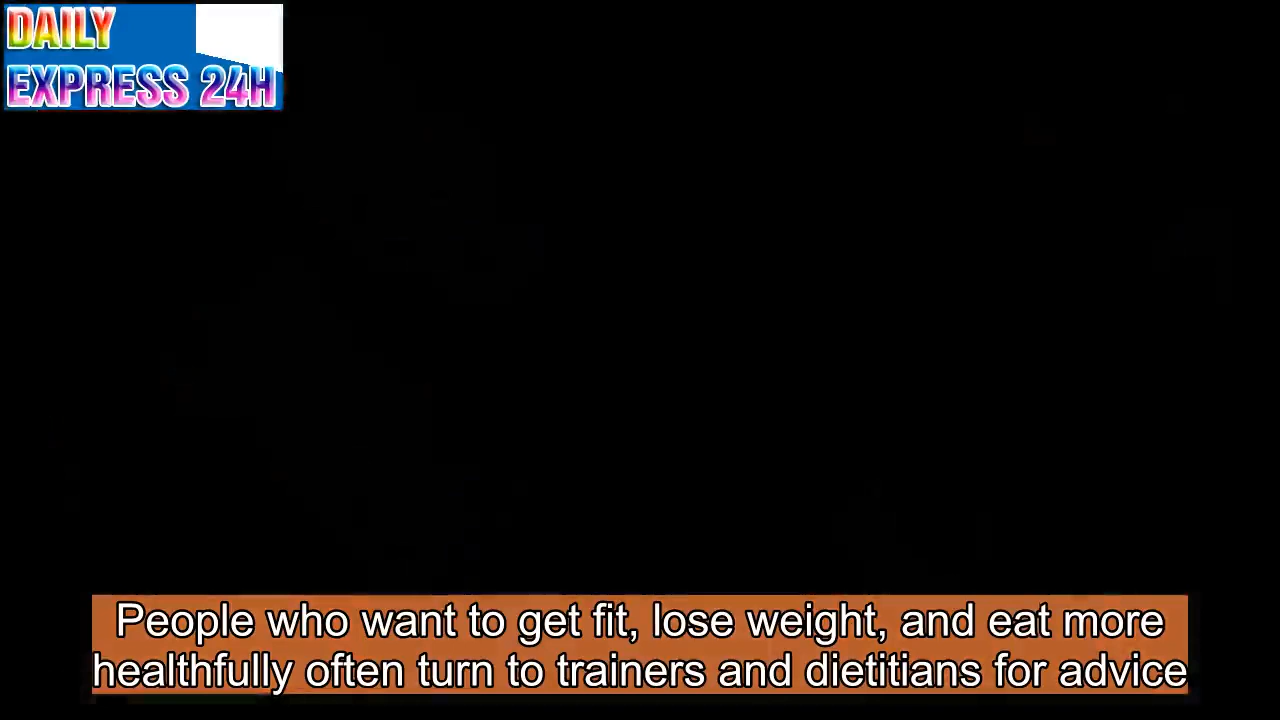 DAILY
EXPRESS 24H
People who want to get fit, lose weight, and eat more
healthfully often turn to trainers and dietitians for advice